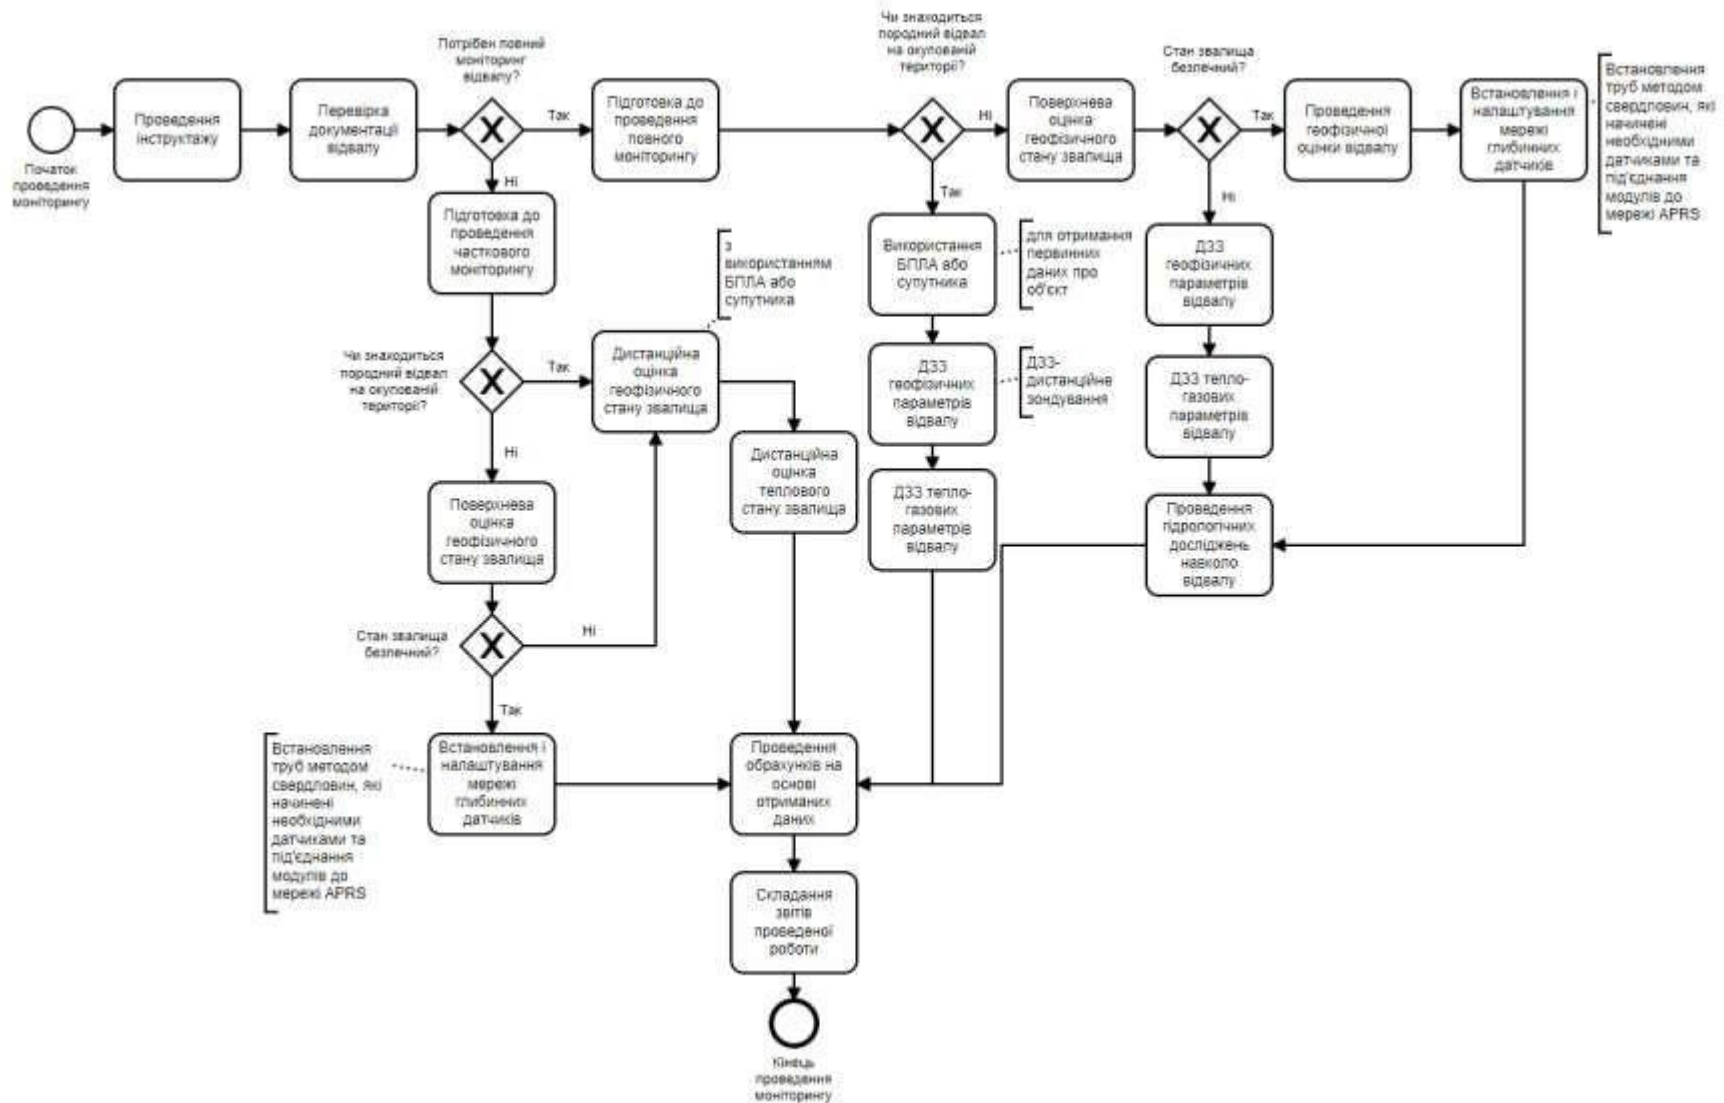 Початок
проведення
моніторингу
Проведення
інструктажу
Перевірка
документації
відвалу
Потрібен повний
моніторинг
відвалу?
Так
Ні
Підготовка до
проведення
повного
моніторингу
Чи знаходиться
породний відвал
на окупованій
території?
Ні
Так
Поверхнева
оцінка
геофізичного
стану звалища
Стан звалища
безпечний?
Так
Ні
Проведення
геофізичної
оцінки відвалу
Встановлення і
налаштування
мережі
глибинних
датчиків
Встановлення
труб методом
свердловин, які
начинені
необхідними
датчиками та
під'єднання
модулів до
мережі APRS
Підготовка до
проведення
часткового
моніторингу
з
використанням
БПЛА або
супутника
Використання
БПЛА або
супутника
для отримання
первинних
даних про
об'єкт
ДЗЗ
геофізичних
параметрів
відвалу
Чи знаходиться
породний відвал
на окупованій
території?
Так
Ні
Дистанційна
оцінка
геофізичного
стану звалища
ДЗЗ
геофізичних
параметрів
відвалу
ДЗЗ-
дистанційне
зондування
ДЗЗ тепло-
газових
параметрів
відвалу
Поверхнева
оцінка
геофізичного
стану звалища
Дистанційна
оцінка
теплового
стану звалища
ДЗЗ тепло-
газових
параметрів
відвалу
Проведення
гідрологічних
досліджень
навколо
відвалу
Стан звалища
безпечний?
Ні
Так
Встановлення
труб методом
свердловин, які
начинені
необхідними
датчиками та
під'єднання
модулів до
мережі APRS
Встановлення і
налаштування
мережі
глибинних
датчиків
Проведення
обрахунків на
основі
отриманих
даних
Складання
звітів
проведеної
роботи
Кінець
проведення
моніторингу